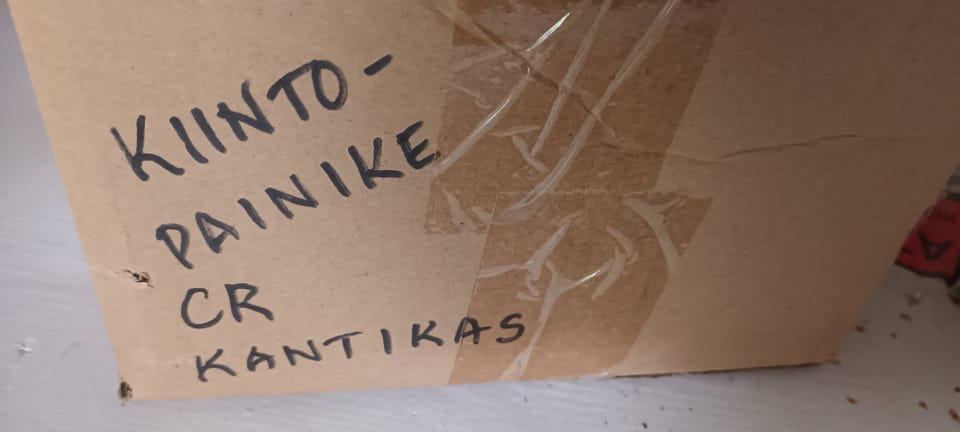 KIINTO-
PAINIKE
CR
KANTIKAS